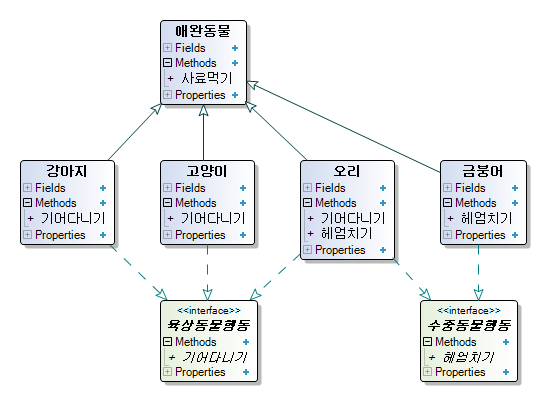 애완동물
Fields +
Methods +
+ 사료먹기
Properties +
강아지
Fields +
Methods +
+ 기어다니기
Properties +
고양이
Fields +
Methods +
+ 기어다니기
Properties +
오리
Fields +
Methods +
+ 기어다니기
+ 헤엄치기
Properties +
금붕어
Fields +
Methods +
+ 헤엄치기
Properties +
<<interface>>
육상동물행동
Methods +
+ 기어다니기
Properties +
<<interface>>
수중동물행동
Methods +
+ 헤엄치기
Properties +